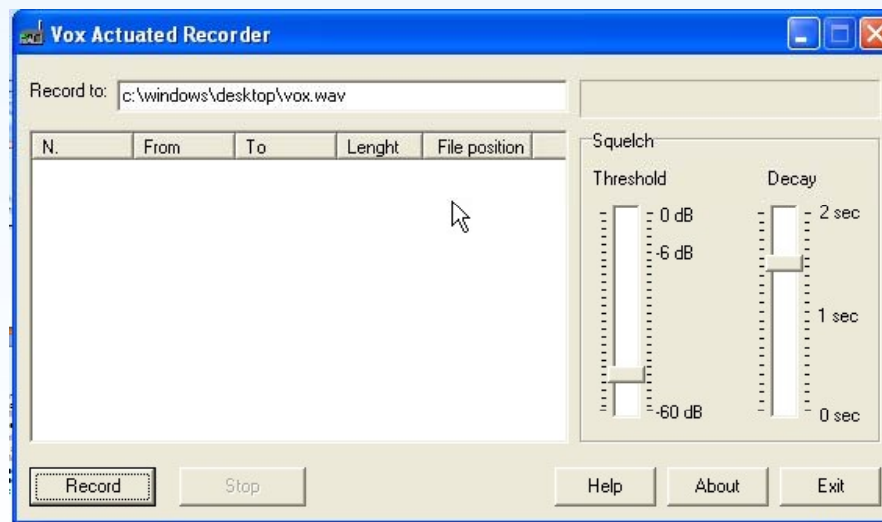 Vox Actuated Recorder
Record to: c:\windows\desktop\vox.wav
N. From To Lenght File position
Squelch
Threshold Decay
0 dB 2 sec
-6 dB
1 sec
-60 dB 0 sec
Record Stop Help About Exit